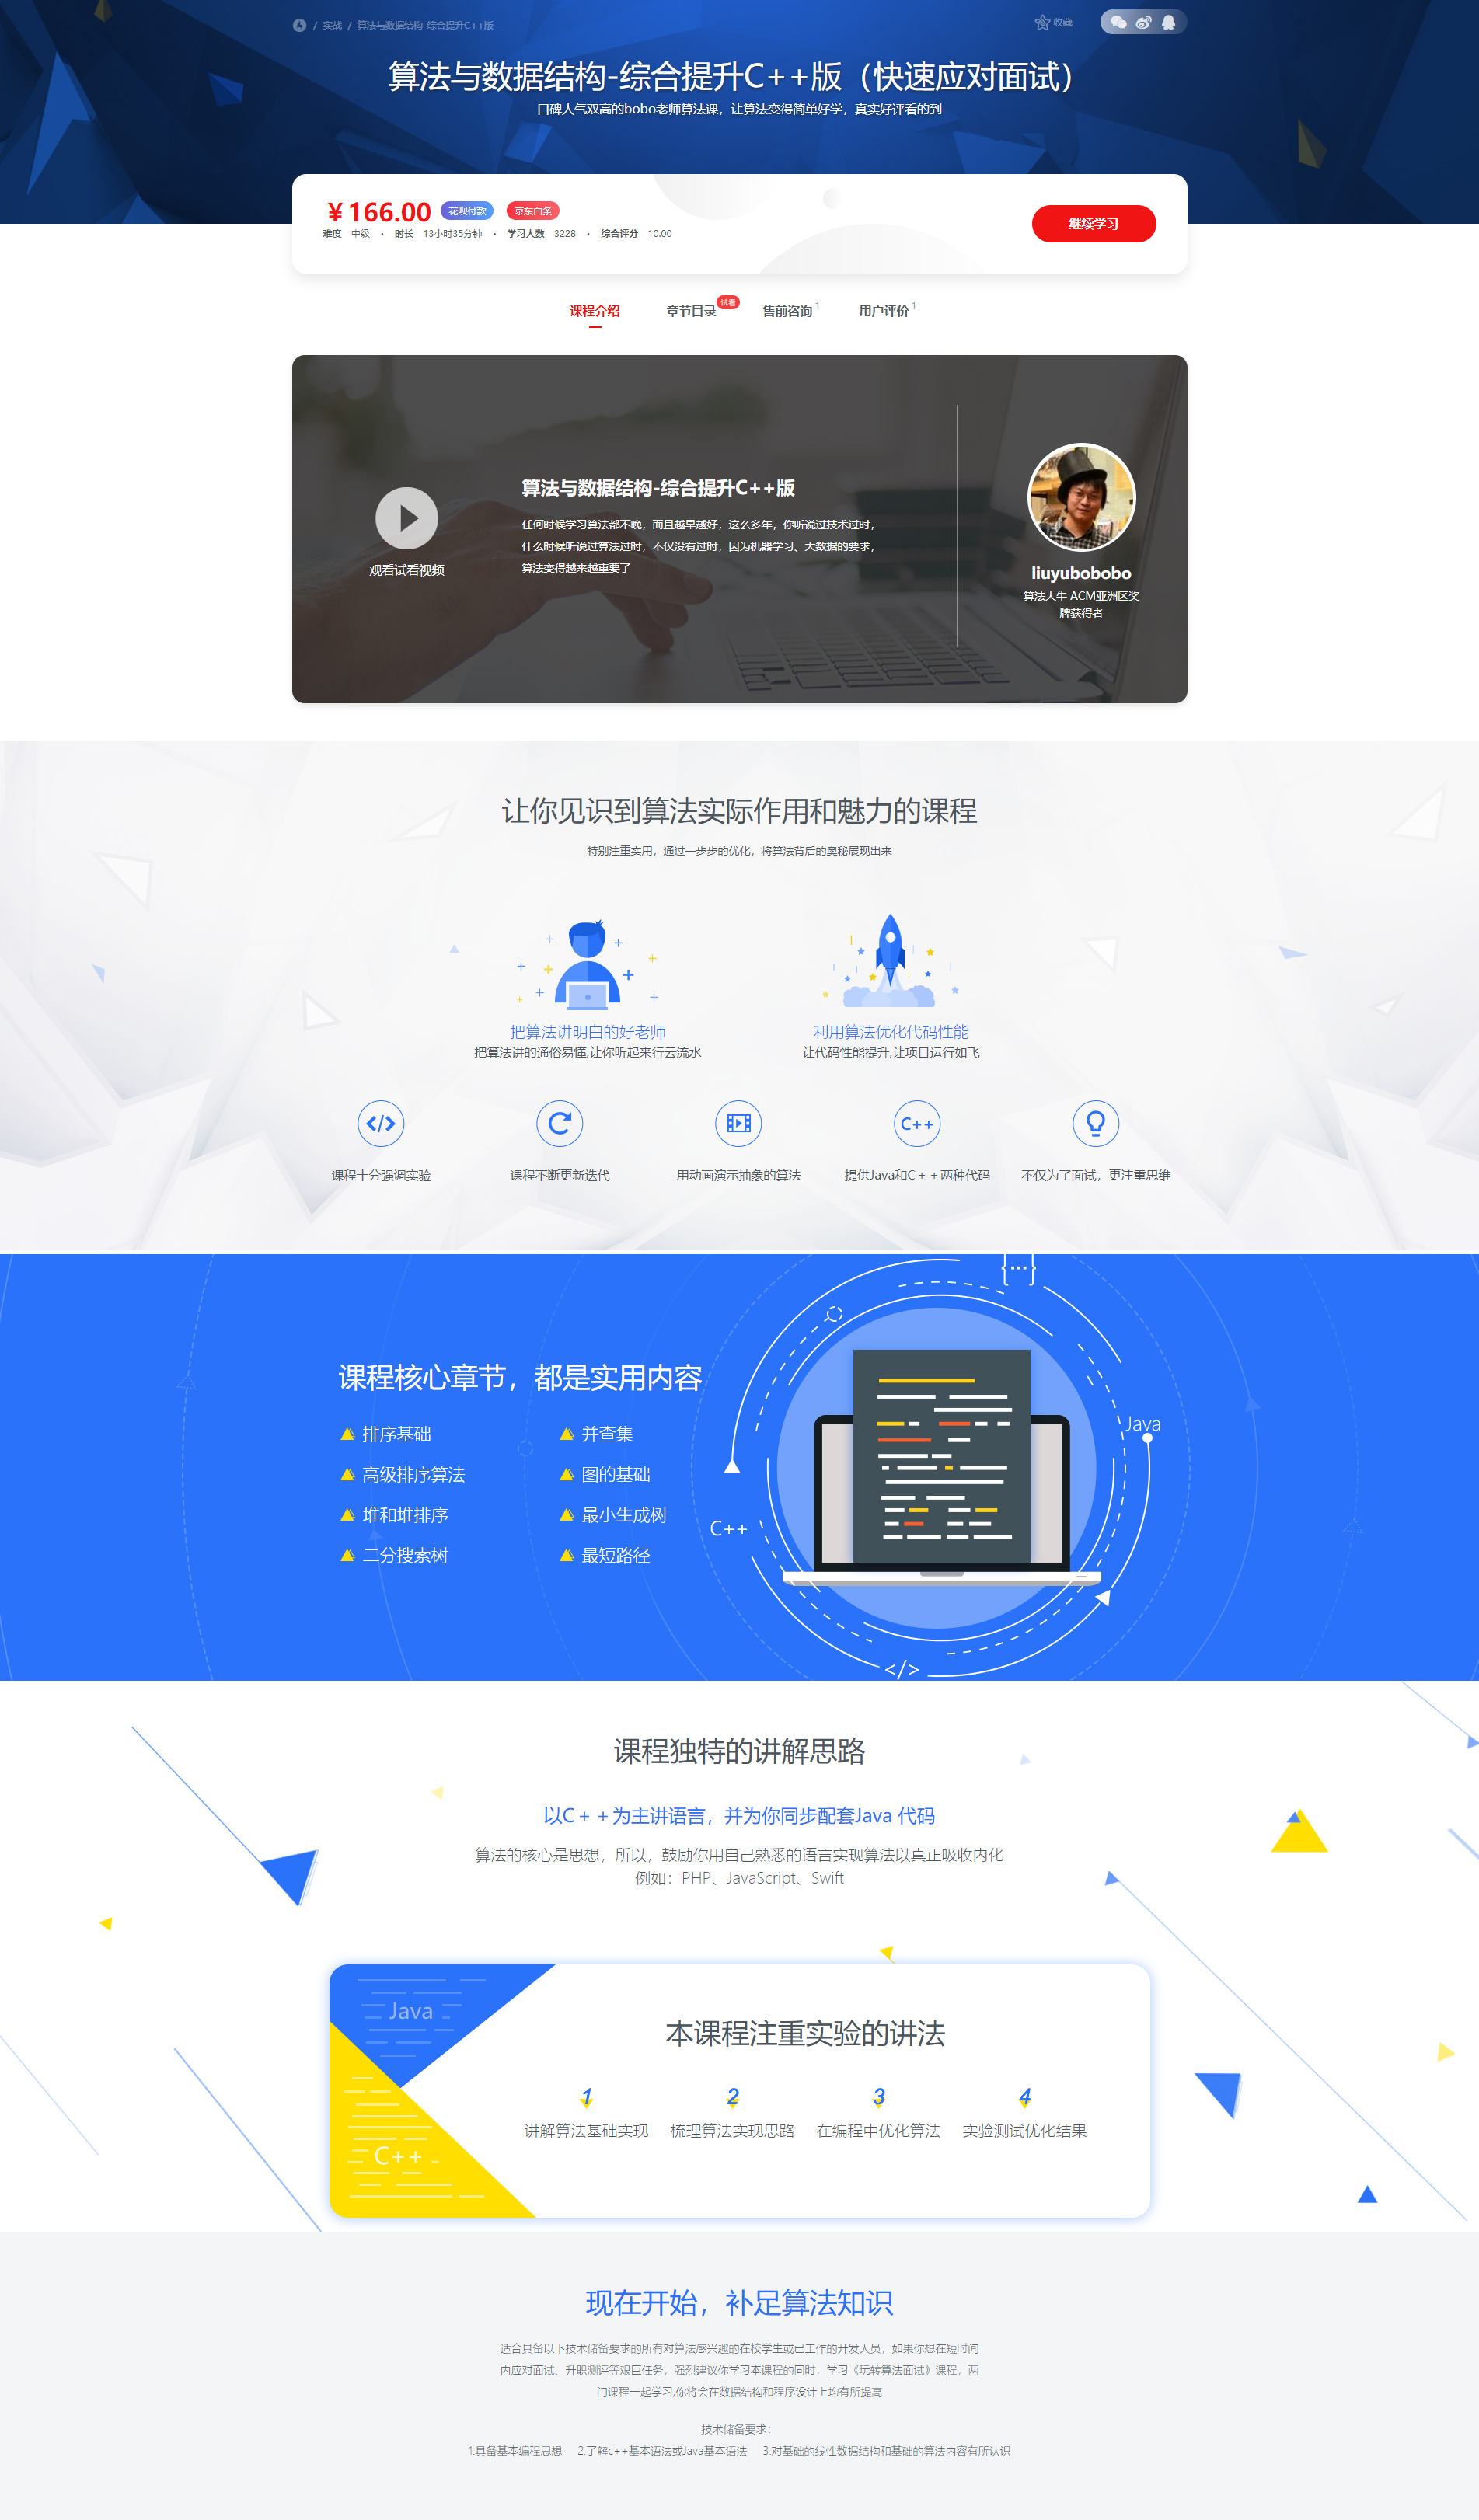 / 实战 / 算法与数据结构-综合提升C++版
收藏
算法与数据结构-综合提升C++版（快速应对面试）
口碑人气双高的bobo老师算法课，让算法变得简单好学，真实好评看的到
￥166.00 花呗付款 京东白条
难度 中级 · 时长 13小时35分钟 · 学习人数 3228 · 综合评分 10.00
继续学习
课程介绍 章节目录 试看 售前咨询 1 用户评价 1
观看试看视频
算法与数据结构-综合提升C++版
任何时候学习算法都不晚，而且越早越好，这么多年，你听说过技术过时，
什么时候听说过算法过时，不仅没有过时，因为机器学习、大数据的要求，
算法变得越来越重要了
liuyubobobo
算法大牛 ACM亚洲区奖
牌获得者
让你见识到算法实际作用和魅力的课程
特别注重实用，通过一步步的优化，将算法背后的奥秘展现出来
把算法讲明白的好老师
把算法讲的通俗易懂,让你听起来行云流水
利用算法优化代码性能
让代码性能提升,让项目运行如飞
</>
C++
课程十分强调实验
课程不断更新迭代
用动画演示抽象的算法
提供Java和C++两种代码
不仅为了面试，更注重思维
课程核心章节，都是实用内容
排序基础
并查集
高级排序算法
图的基础
堆和堆排序
最小生成树
二分搜索树
最短路径
{...}
Java
C++
</>
课程独特的讲解思路
以C++为主讲语言，并为你同步配套Java 代码
算法的核心是思想，所以，鼓励你用自己熟悉的语言实现算法以真正吸收内化
例如：PHP、JavaScript、Swift
Java
C++
本课程注重实验的讲法
1 2 3 4
讲解算法基础实现 梳理算法实现思路 在编程中优化算法 实验测试优化结果
现在开始，补足算法知识
适合具备以下技术储备要求的所有对算法感兴趣的在校学生或已工作的开发人员，如果你想在短时间
内应对面试、升职测评等艰巨任务，强烈建议你学习本课程的同时，学习《玩转算法面试》课程，两
门课程一起学习,你将会在数据结构和程序设计上均有所提高
技术储备要求：
1.具备基本编程思想 2.了解c++基本语法或Java基本语法 3.对基础的线性数据结构和基础的算法内容有所认识